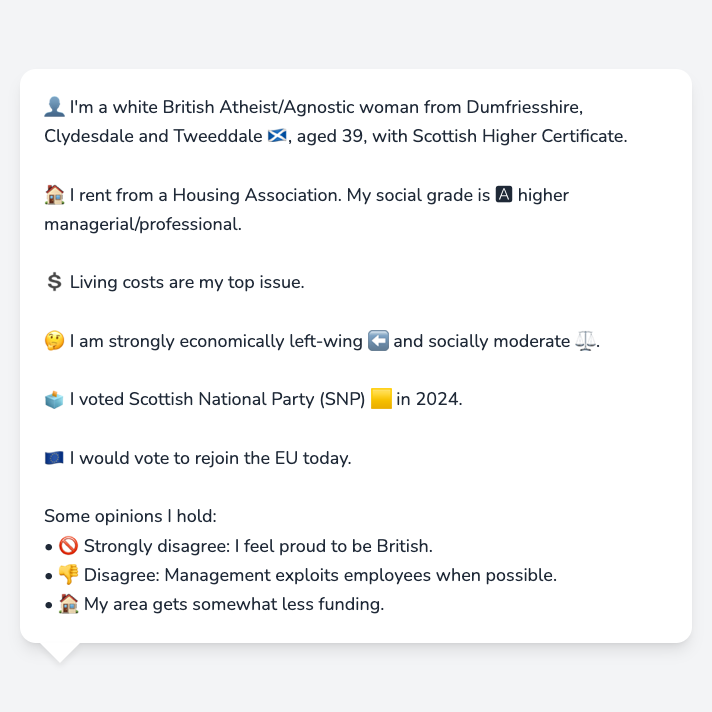 👤 I'm a white British Atheist/Agnostic woman from Dumfriesshire,
Clydesdale and Tweeddale 🏴󠁧󠁢󠁳󠁣󠁴󠁿, aged 39, with Scottish Higher Certificate.
🏠 I rent from a Housing Association. My social grade is 🅰 higher
managerial/professional.
💲 Living costs are my top issue.
🤔 I am strongly economically left-wing ⬅️ and socially moderate ⚖️.
🗳️ I voted Scottish National Party (SNP) 🟨 in 2024.
🇪🇺 I would vote to rejoin the EU today.
Some opinions I hold:
• 🚫 Strongly disagree: I feel proud to be British.
• 👎 Disagree: Management exploits employees when possible.
• 🏠 My area gets somewhat less funding.